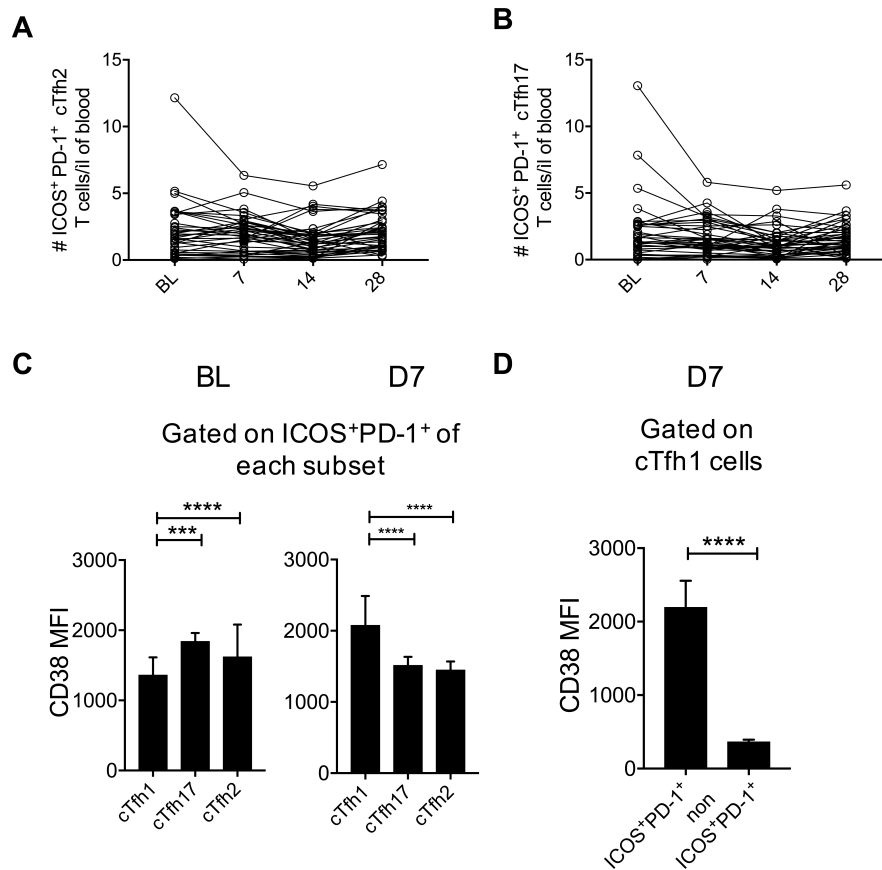 A
# ICOS⁺ PD-1⁺ cTfh2
T cells/il of blood
15
10
5
0
BL
7
14
28
B
# ICOS⁺ PD-1⁺ cTfh17
T cells/il of blood
15
10
5
0
BL
7
14
28
C
BL
D7
Gated on ICOS⁺PD-1⁺ of
each subset
CD38 MFI
3000
2000
1000
0
****
***
cTfh1
cTfh17
cTfh2
3000
2000
1000
0
****
****
cTfh1
cTfh17
cTfh2
D
D7
Gated on
cTfh1 cells
CD38 MFI
3000
2000
1000
0
****
ICOS⁺PD-1⁺
non
ICOS⁺PD-1⁺